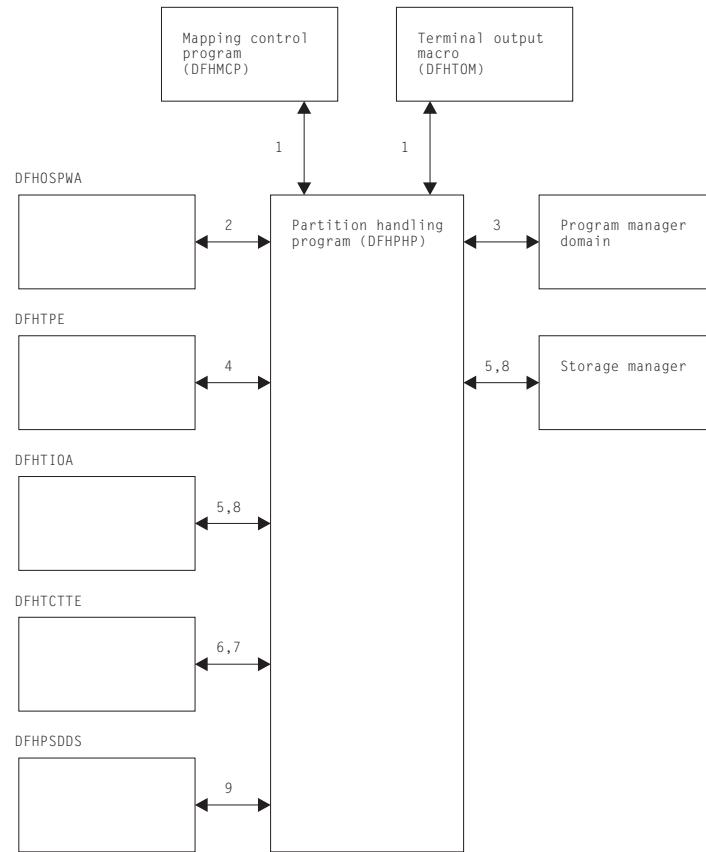 Mapping control
program
(DFHMCP)
Terminal output
macro
(DFHTOM)
1
1
DFHOSPWA
2
Partition handling
program (DFHPHP)
3
Program manager
domain
DFHTPE
4
5,8
Storage manager
DFHTIOA
5,8
DFHTCTTE
6,7
DFHPSDDS
9